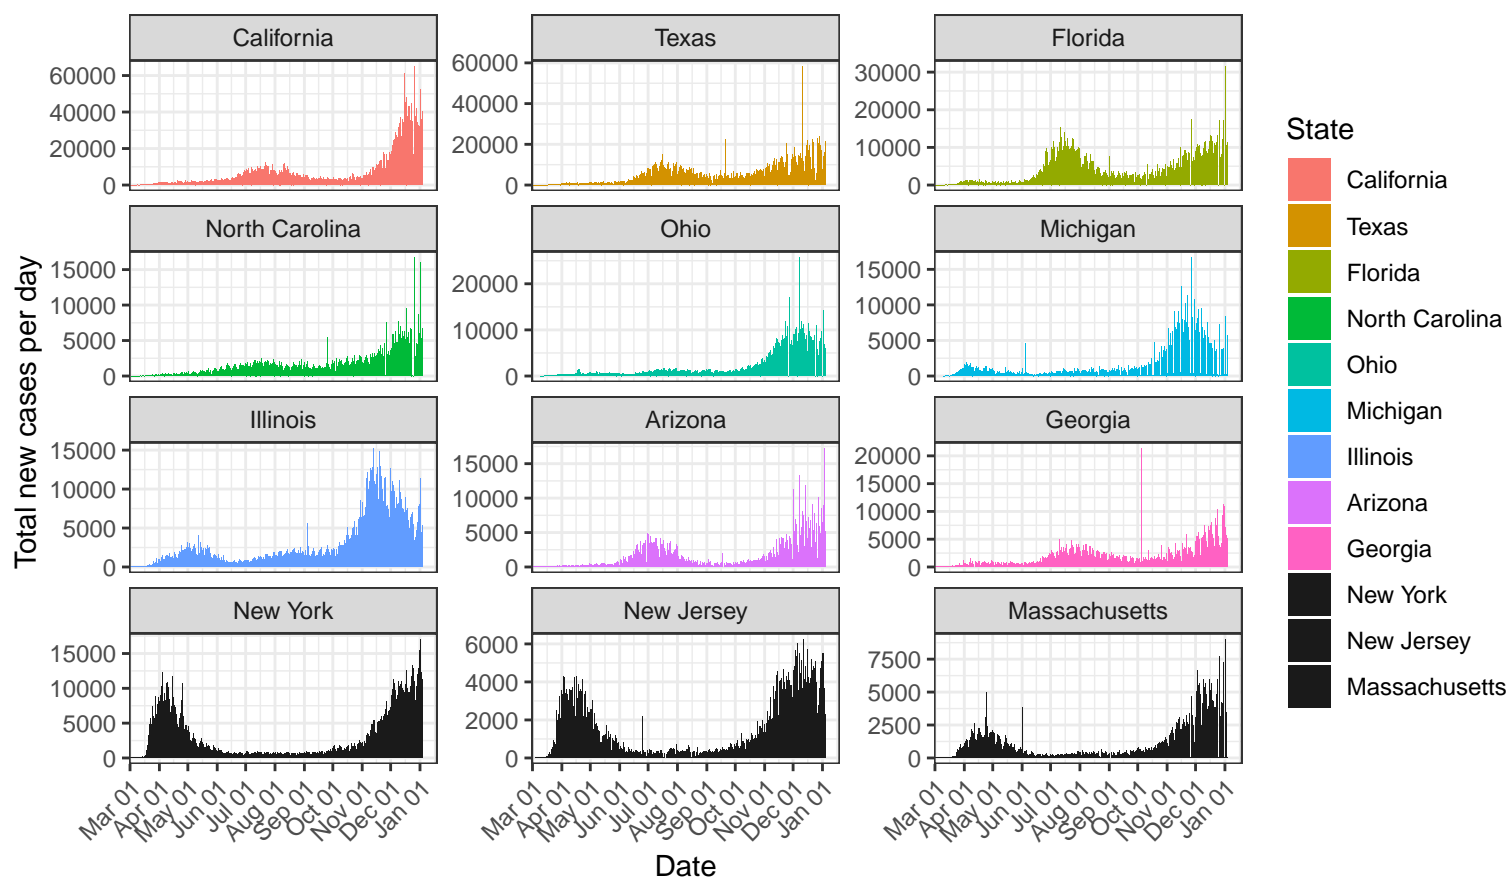 California
Texas
Florida
60000
40000
20000
0
60000
40000
20000
0
30000
20000
10000
0
North Carolina
Ohio
Michigan
15000
10000
5000
0
20000
10000
0
15000
10000
5000
0
Illinois
Arizona
Georgia
15000
10000
5000
0
15000
10000
5000
0
20000
15000
10000
5000
0
New York
New Jersey
Massachusetts
15000
10000
5000
0
6000
4000
2000
0
7500
5000
2500
0
Mar 01
Apr 01
May 01
Jun 01
Jul 01
Aug 01
Sep 01
Oct 01
Nov 01
Dec 01
Jan 01
Mar 01
Apr 01
May 01
Jun 01
Jul 01
Aug 01
Sep 01
Oct 01
Nov 01
Dec 01
Jan 01
Mar 01
Apr 01
May 01
Jun 01
Jul 01
Aug 01
Sep 01
Oct 01
Nov 01
Dec 01
Jan 01
Date
Total new cases per day
State
California
Texas
Florida
North Carolina
Ohio
Michigan
Illinois
Arizona
Georgia
New York
New Jersey
Massachusetts